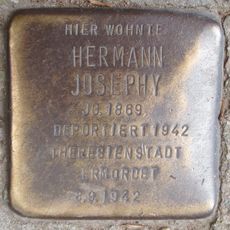 HIER WOHNTE
HERMANN
JOSEPHY
JG. 1869
DEPORTIERT 1942
THERESIENSTADT
ERMORDET
8.9.1942